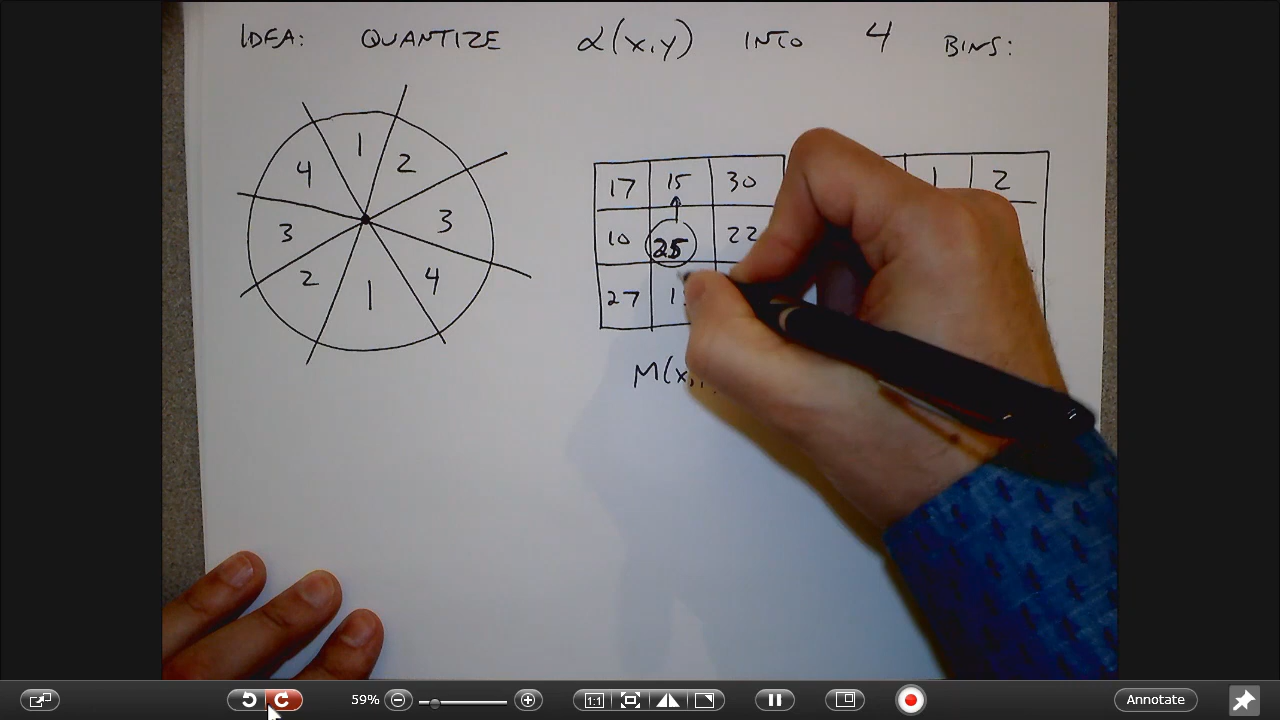 IDEA: QUANTIZE α(x,y) INTO 4 BINS:
1
4 2
3 3
2 4
1
17 15 30
10 25 22
27
M(x,
1 2
59%
1:1
Annotate